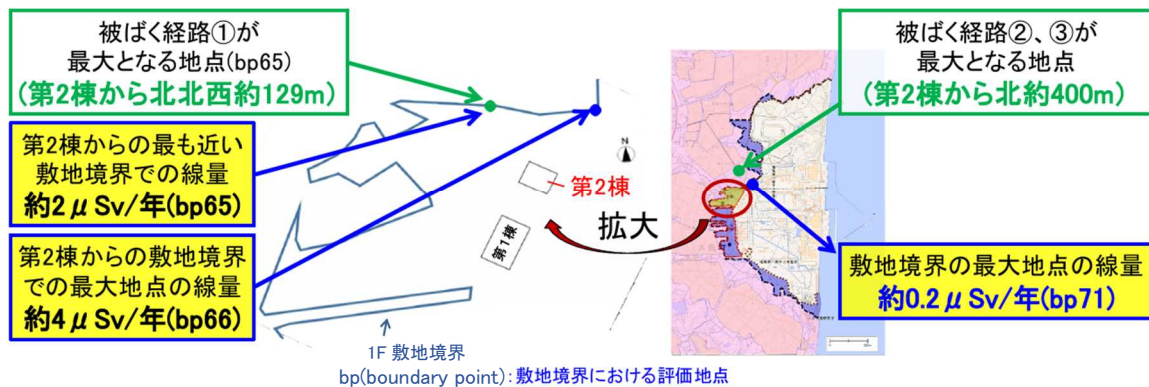 被ばく経路①が
最大となる地点(bp65)
(第2棟から北北西約129m)
第2棟からの最も近い
敷地境界での線量
約2μSv/年(bp65)
第2棟からの敷地境界
での最大地点の線量
約4μSv/年(bp66)
N
第2棟
第1棟
拡大
1F 敷地境界
bp(boundary point):敷地境界における評価地点
被ばく経路②、③が
最大となる地点
(第2棟から北約400m)
敷地境界の最大地点の線量
約0.2μSv/年(bp71)